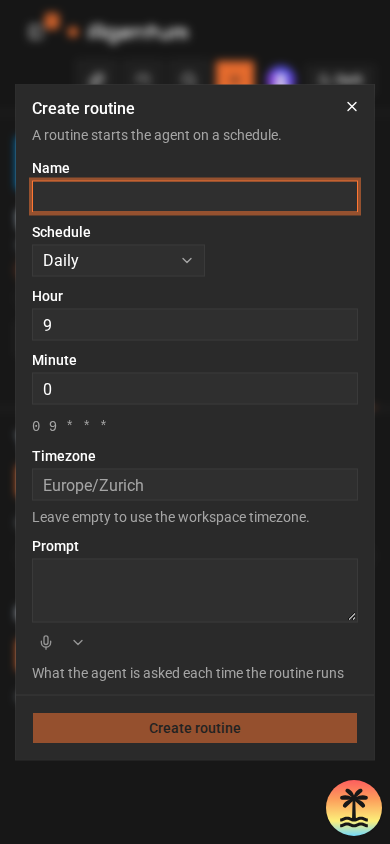 Create routine
A routine starts the agent on a schedule.
Name
Schedule
Daily
Hour
9
Minute
0
0 9 * * *
Timezone
Europe/Zurich
Leave empty to use the workspace timezone.
Prompt
What the agent is asked each time the routine runs
Create routine